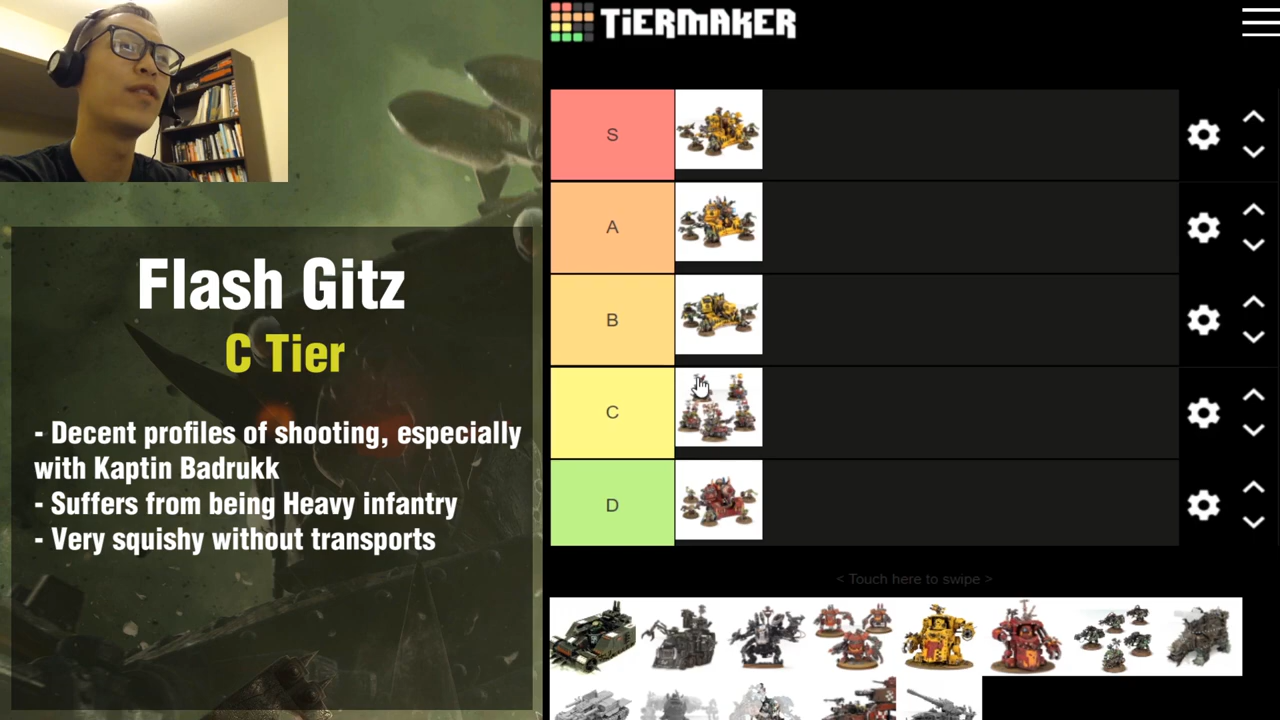 TiERMAKER
Flash Gitz
C Tier
- Decent profiles of shooting, especially
with Kaptin Badrukk
- Suffers from being Heavy infantry
- Very squishy without transports
S
A
B
C
D
< Touch here to swipe >